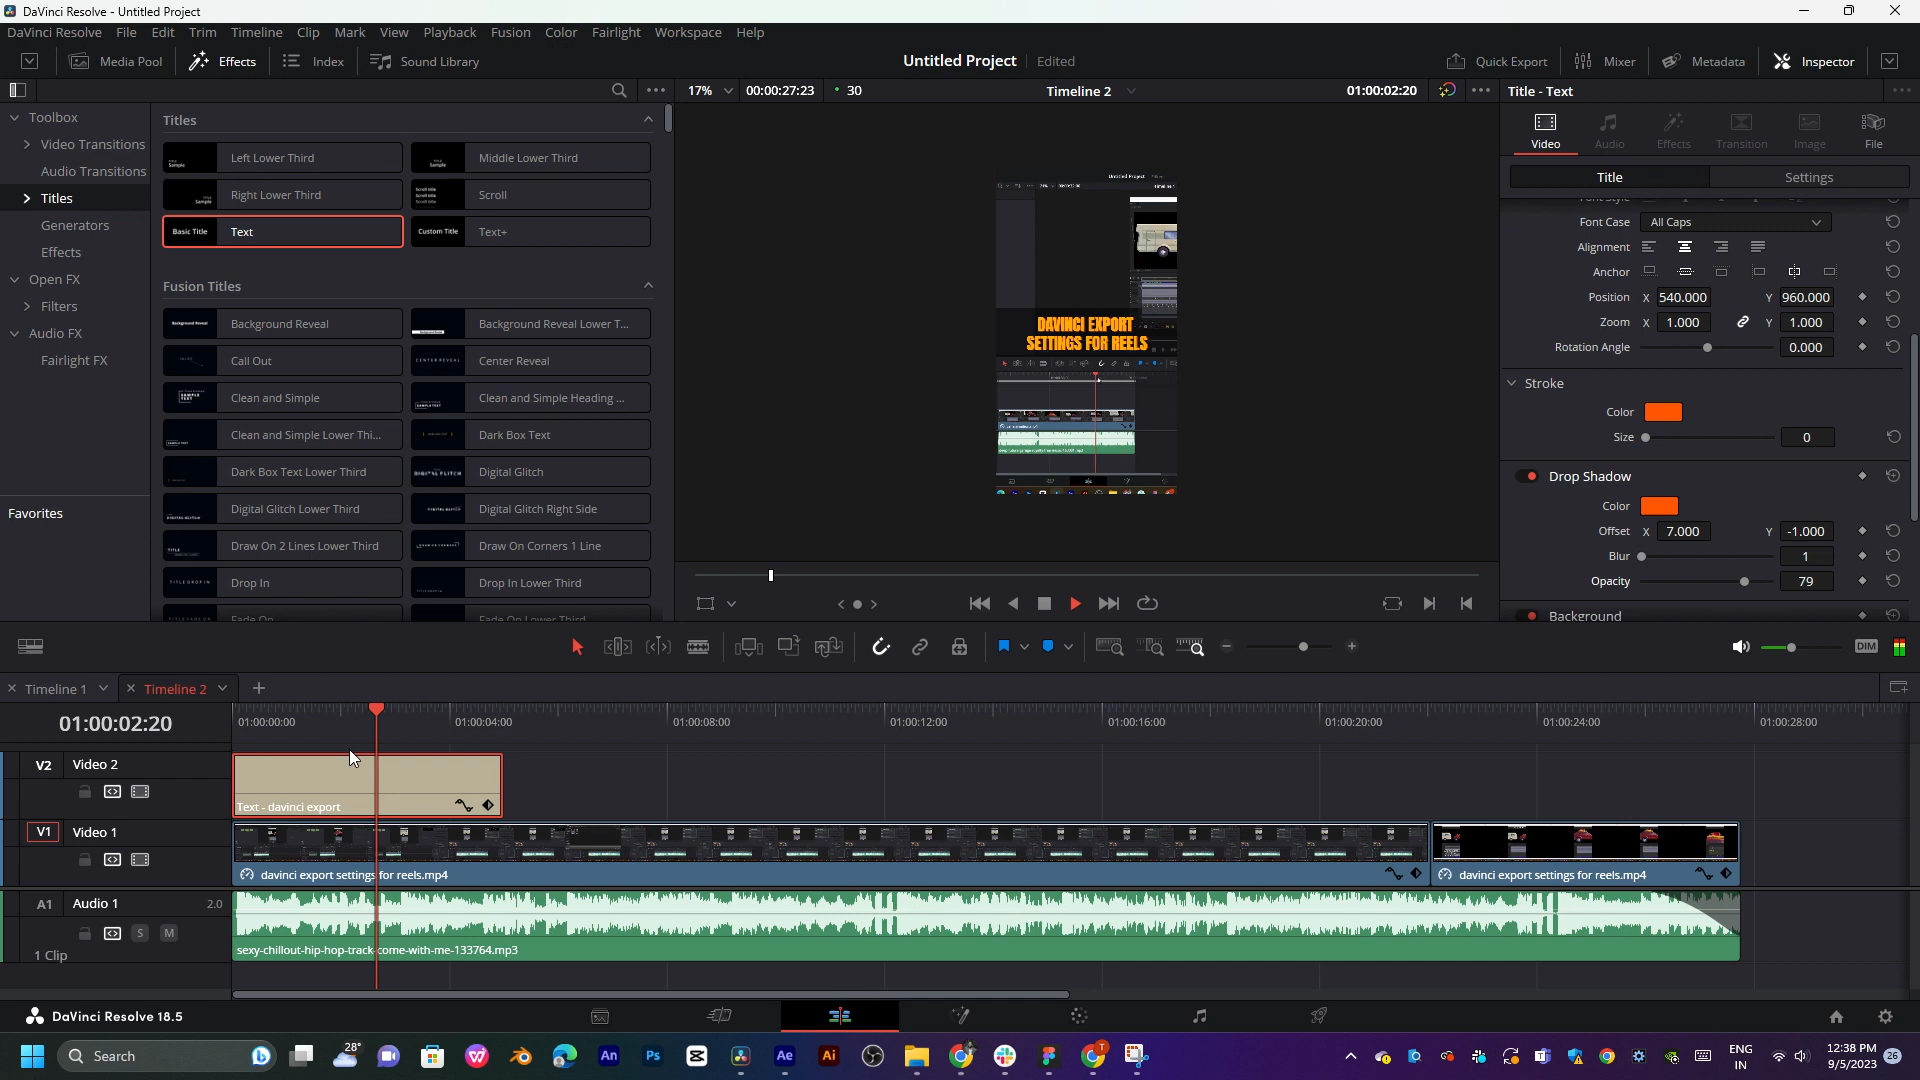 DaVinci Resolve - Untitled Project
DaVinci Resolve File Edit Trim Timeline Clip Mark View Playback Fusion Color Fairlight Workspace Help
Media Pool Effects Index Sound Library Untitled Project Edited Quick Export Mixer Metadata Inspector
17% 00:00:27:23 30 Timeline 2 01:00:02:20 Title - Text
Toolbox
Video Transitions
Audio Transitions
Titles
Generators
Effects
Open FX
Filters
Audio FX
Fairlight FX
Favorites
Titles
Left Lower Third Middle Lower Third
Right Lower Third Scroll
Basic Title Text Custom Title Text+
Fusion Titles
Background Reveal Background Reveal Lower T...
Call Out Center Reveal
Clean and Simple Clean and Simple Heading ...
Clean and Simple Lower Thi... Dark Box Text
Dark Box Text Lower Third Digital Glitch
Digital Glitch Lower Third Digital Glitch Right Side
Draw On 2 Lines Lower Third Draw On Corners 1 Line
Drop In Drop In Lower Third
Fade On Fade On Lower Third
DAVINCI EXPORT
SETTINGS FOR REELS
Video Audio Effects Transition Image File
Title Settings
Font Style
Font Case All Caps
Alignment
Anchor
Position X 540.000 Y 960.000
Zoom X 1.000 Y 1.000
Rotation Angle 0.000
Stroke
Color
Size 0
Drop Shadow
Color
Offset X 7.000 Y -1.000
Blur 1
Opacity 79
Background
DIM
Timeline 1 Timeline 2
01:00:02:20 01:00:00:00 01:00:04:00 01:00:08:00 01:00:12:00 01:00:16:00 01:00:20:00 01:00:24:00 01:00:28:00
V2 Video 2
Text - davinci export
V1 Video 1
davinci export settings for reels.mp4 davinci export settings for reels.mp4
A1 Audio 1 2.0
S M
1 Clip
sexy-chillout-hip-hop-track-come-with-me-133764.mp3
DaVinci Resolve 18.5
Search 28° An Ps Ae Ai ENG
IN
12:38 PM
9/5/2023
26